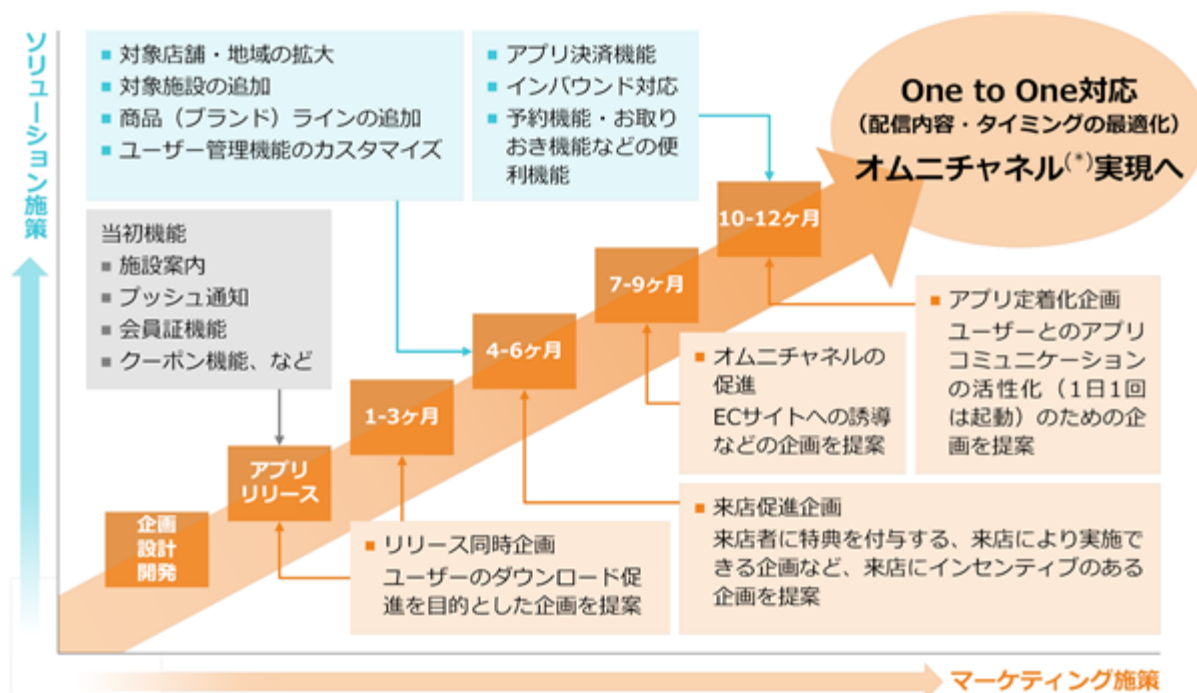 ソリューション施策
■ 対象店舗・地域の拡大
■ 対象施設の追加
■ 商品（ブランド）ラインの追加
■ ユーザー管理機能のカスタマイズ
■ アプリ決済機能
■ インバウンド対応
■ 予約機能・お取り
おき機能などの便
利機能
One to One対応
（配信内容・タイミングの最適化）
オムニチャネル(*)実現へ
当初機能
■ 施設案内
■ プッシュ通知
■ 会員証機能
■ クーポン機能、など
企画
設計
開発
アプリ
リリース
1-3ヶ月
4-6ヶ月
7-9ヶ月
10-12ヶ月
■ リリース同時企画
ユーザーのダウンロード促
進を目的とした企画を提案
■ オムニチャネルの
促進
ECサイトへの誘導
などの企画を提案
■ アプリ定着化企画
ユーザーとのアプリ
コミュニケーション
の活性化（1日1回
は起動）のための企
画を提案
■ 来店促進企画
来店者に特典を付与する、来店により実施で
きる企画など、来店にインセンティブのある
企画を提案
マーケティング施策